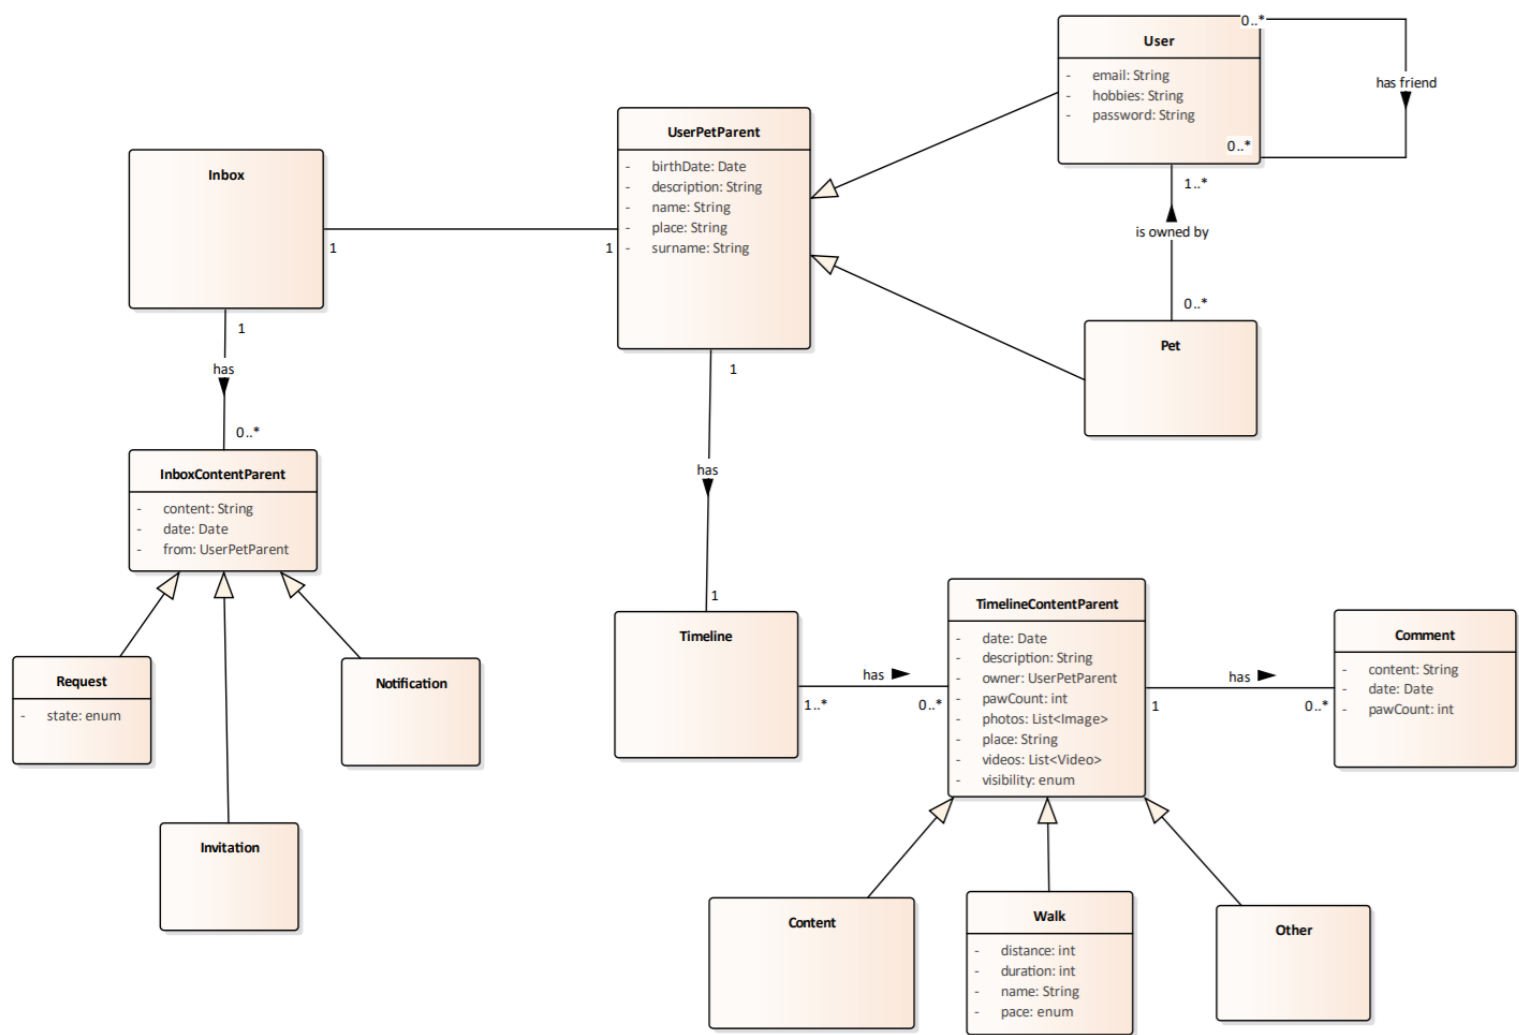 User
- email: String
- hobbies: String
- password: String
0..*
has friend
0..*
UserPetParent
- birthDate: Date
- description: String
- name: String
- place: String
- surname: String
Inbox
1
1
1..*
is owned by
0..*
Pet
1
has
0..*
1
has
1
InboxContentParent
- content: String
- date: Date
- from: UserPetParent
Request
- state: enum
Notification
Invitation
Timeline
has
1..*
0..*
TimelineContentParent
- date: Date
- description: String
- owner: UserPetParent
- pawCount: int
- photos: List<Image>
- place: String
- videos: List<Video>
- visibility: enum
has
1
0..*
Comment
- content: String
- date: Date
- pawCount: int
Content
Walk
- distance: int
- duration: int
- name: String
- pace: enum
Other